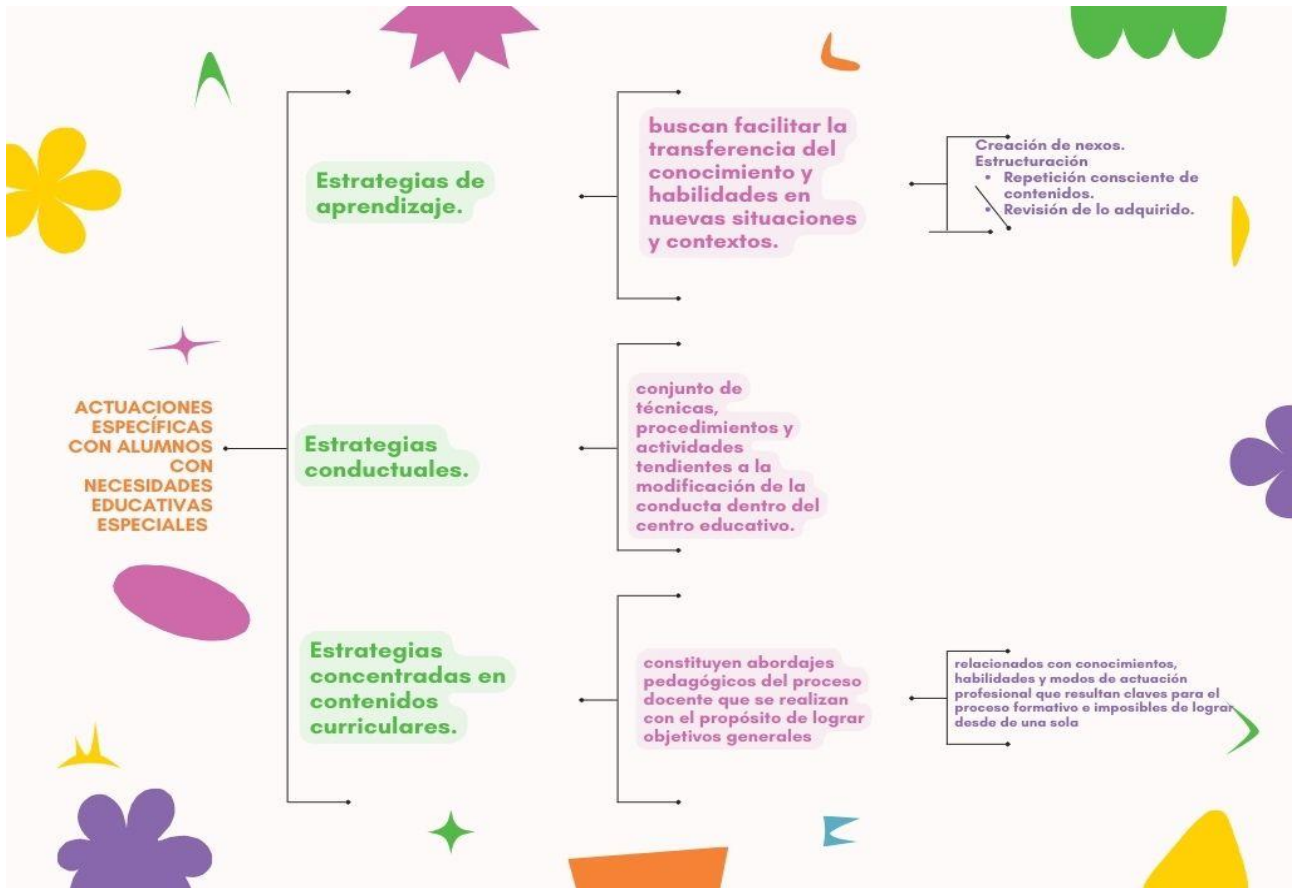 ACTUACIONES
ESPECÍFICAS
CON ALUMNOS
CON
NECESIDADES
EDUCATIVAS
ESPECIALES
Estrategias de
aprendizaje.
buscan facilitar la
transferencia del
conocimiento y
habilidades en
nuevas situaciones
y contextos.
Creación de nexos.
Estructuración
• Repetición consciente de
contenidos.
• Revisión de lo adquirido.
Estrategias
conductuales.
conjunto de
técnicas,
procedimientos y
actividades
tendientes a la
modificación de la
conducta dentro del
centro educativo.
Estrategias
concentradas en
contenidos
curriculares.
constituyen abordajes
pedagógicos del proceso
docente que se realizan
con el propósito de lograr
objetivos generales
relacionados con conocimientos,
habilidades y modos de actuación
profesional que resultan claves para el
proceso formativo e imposibles de lograr
desde de una sola